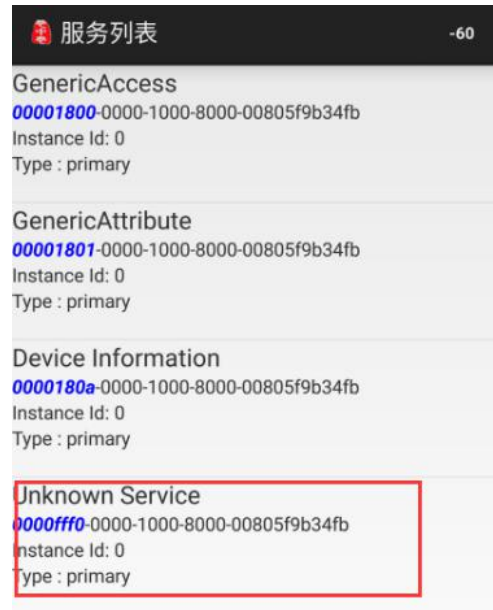 服务列表
-60
GenericAccess
00001800-0000-1000-8000-00805f9b34fb
Instance Id: 0
Type : primary
GenericAttribute
00001801-0000-1000-8000-00805f9b34fb
Instance Id: 0
Type : primary
Device Information
0000180a-0000-1000-8000-00805f9b34fb
Instance Id: 0
Type : primary
Unknown Service
0000fff0-0000-1000-8000-00805f9b34fb
Instance Id: 0
Type : primary